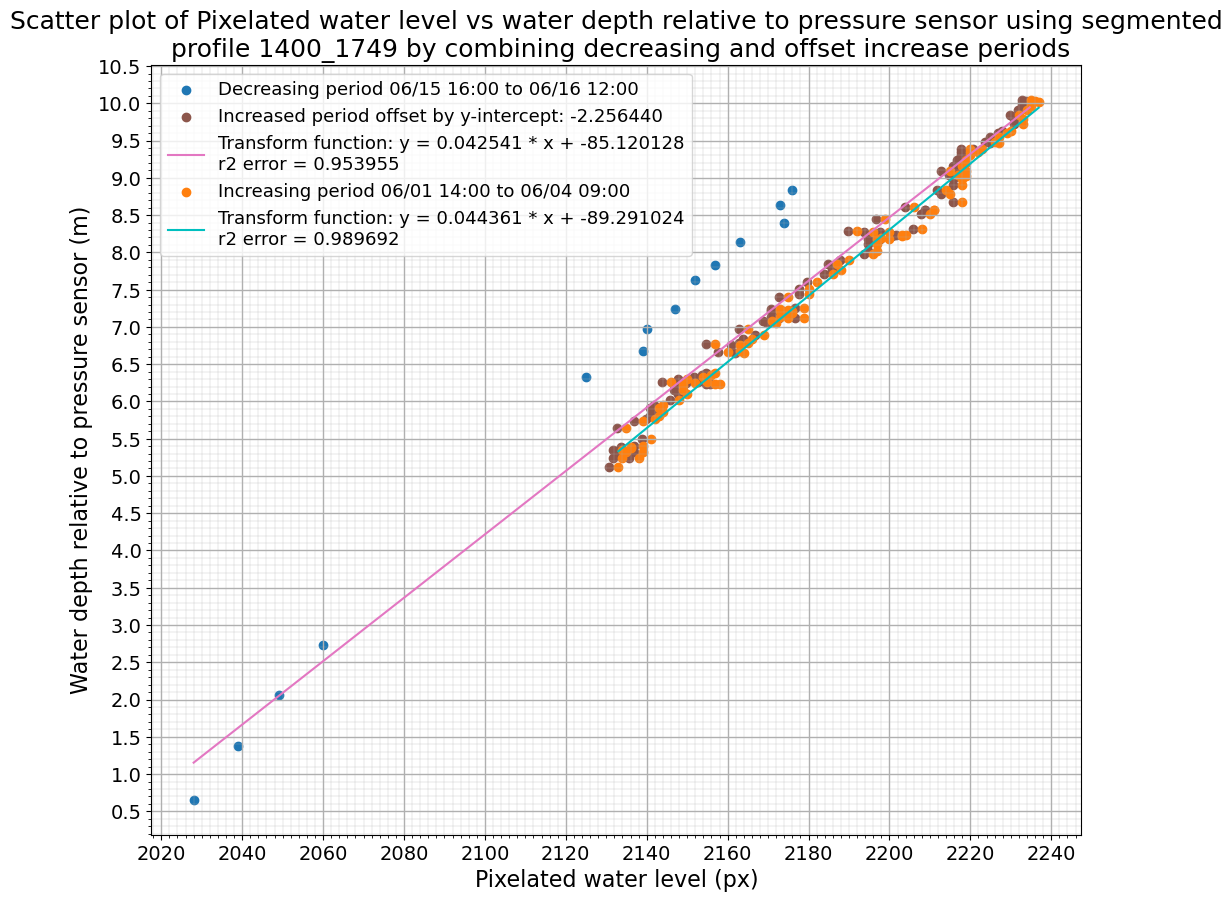 Scatter plot of Pixelated water level vs water depth relative to pressure sensor using segmented
profile 1400_1749 by combining decreasing and offset increase periods
Water depth relative to pressure sensor (m)
10.5
10.0
9.5
9.0
8.5
8.0
7.5
7.0
6.5
6.0
5.5
5.0
4.5
4.0
3.5
3.0
2.5
2.0
1.5
1.0
0.5
Decreasing period 06/15 16:00 to 06/16 12:00
Increased period offset by y-intercept: -2.256440
Transform function: y = 0.042541 * x + -85.120128
r2 error = 0.953955
Increasing period 06/01 14:00 to 06/04 09:00
Transform function: y = 0.044361 * x + -89.291024
r2 error = 0.989692
2020 2040 2060 2080 2100 2120 2140 2160 2180 2200 2220 2240
Pixelated water level (px)